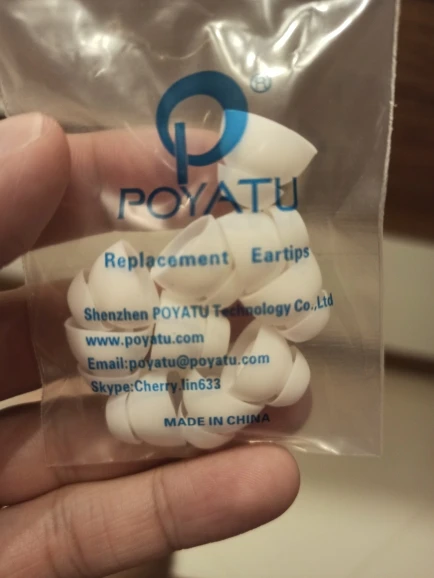 ®
POYATU
Replacement Eartips
Shenzhen POYATU Technology Co.,Ltd
www.poyatu.com
Email:poyatu@poyatu.com
Skype:Cherry.lin633
MADE IN CHINA